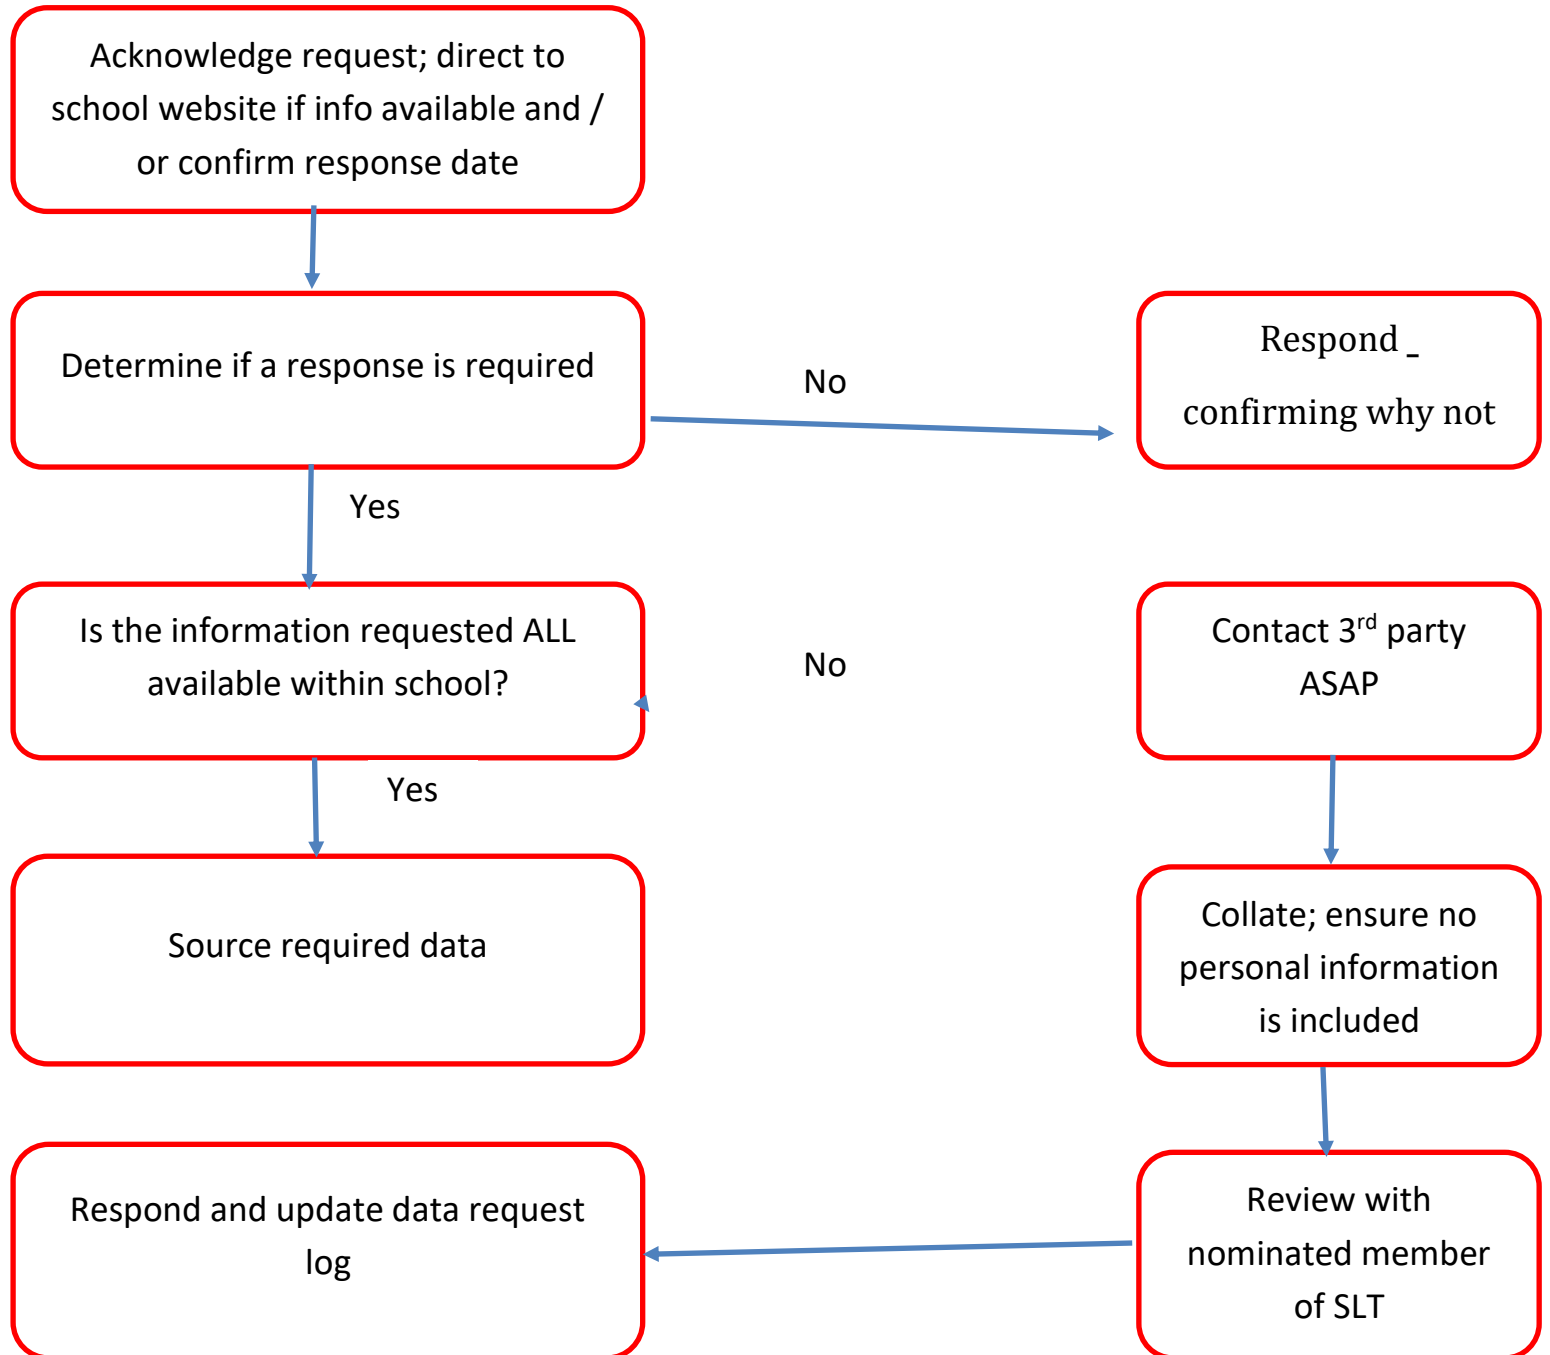 Acknowledge request; direct to
school website if info available and /
or confirm response date
Determine if a response is required
No
Respond _
confirming why not
Yes
Is the information requested ALL
available within school?
No
Contact 3rd party
ASAP
Yes
Source required data
Collate; ensure no
personal information
is included
Respond and update data request
log
Review with
nominated member
of SLT